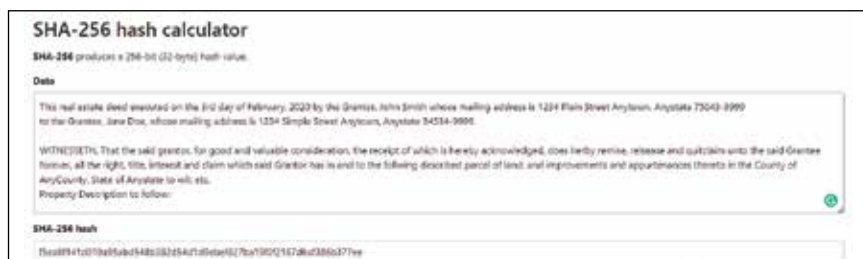 SHA-256 hash calculator
SHA-256 produces a 256-bit (32-byte) hash value.
Data
This real estate deed executed on the 3rd day of February, 2020 by the Grantor, John Smith whose mailing address is 1234 Plain Street Anytown, Anystate 75043-9999
to the Grantee, Jane Doe, whose mailing address is 1234 Simple Street Anytown, Anystate 84534-9999.
WITNESSETH, That the said grantor, for good and valuable consideration, the receipt of which is hereby acknowledged, does herby remise, release and quitclaim unto the said Grantee
forever, all the right, title, interest and claim which said Grantor has in and to the following described parcel of land, and improvements and appurtenances thereto in the County of
AnyCounty, State of Anystate to wit: etc.
Property Description to follow:
SHA-256 hash